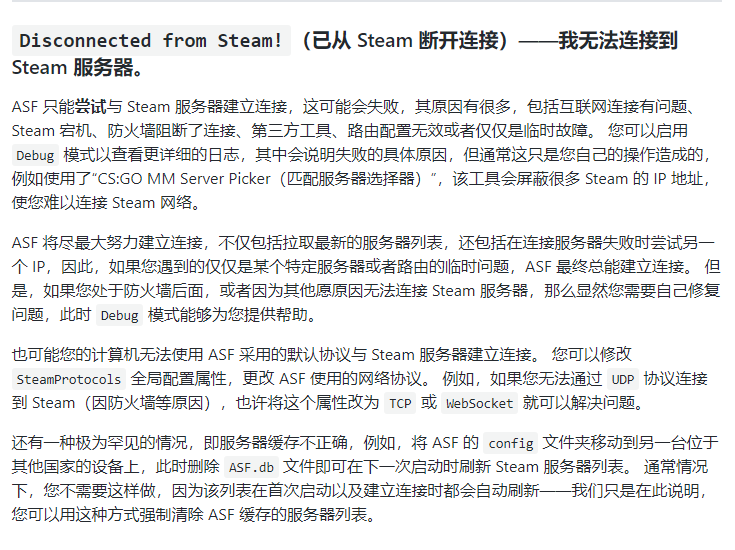 Disconnected from Steam!（已从 Steam 断开连接）——我无法连接到
Steam 服务器。
ASF 只能尝试与 Steam 服务器建立连接，这可能会失败，其原因有很多，包括互联网连接有问题、
Steam 宕机、防火墙阻断了连接、第三方工具、路由配置无效或者仅仅是临时故障。 您可以启用
Debug 模式以查看更详细的日志，其中会说明失败的具体原因，但通常这只是您自己的操作造成的，
例如使用了“CS:GO MM Server Picker（匹配服务器选择器）”，该工具会屏蔽很多 Steam 的 IP 地址，
使您难以连接 Steam 网络。
ASF 将尽最大努力建立连接，不仅包括拉取最新的服务器列表，还包括在连接服务器失败时尝试另一
个 IP，因此，如果您遇到的仅仅是某个特定服务器或者路由的临时问题，ASF 最终总能建立连接。 但
是，如果您处于防火墙后面，或者因为其他愿原因无法连接 Steam 服务器，那么显然您需要自己修复
问题，此时 Debug 模式能够为您提供帮助。
也可能您的计算机无法使用 ASF 采用的默认协议与 Steam 服务器建立连接。 您可以修改
SteamProtocols 全局配置属性，更改 ASF 使用的网络协议。 例如，如果您无法通过 UDP 协议连接
到 Steam（因防火墙等原因），也许将这个属性改为 TCP 或 WebSocket 就可以解决问题。
还有一种极为罕见的情况，即服务器缓存不正确，例如，将 ASF 的 config 文件夹移动到另一台位于
其他国家的设备上，此时删除 ASF.db 文件即可在下一次启动时刷新 Steam 服务器列表。 通常情况
下，您不需要这样做，因为该列表在首次启动以及建立连接时都会自动刷新——我们只是在此说明，
您可以用这种方式强制清除 ASF 缓存的服务器列表。